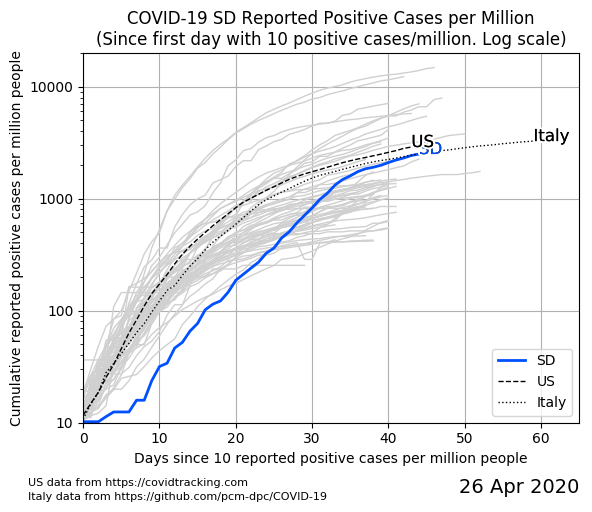 COVID-19 SD Reported Positive Cases per Million
(Since first day with 10 positive cases/million. Log scale)
Cumulative reported positive cases per million people
10000
1000
100
10
US
SD
Italy
SD
US
Italy
0
10
20
30
40
50
60
Days since 10 reported positive cases per million people
US data from https://covidtracking.com
Italy data from https://github.com/pcm-dpc/COVID-19
26 Apr 2020